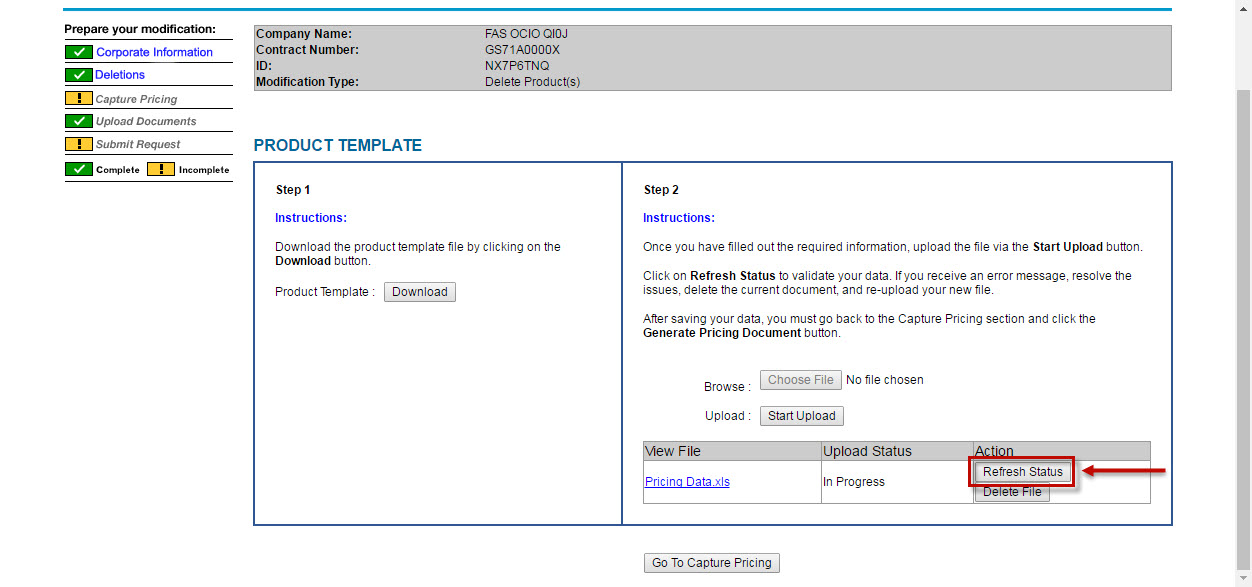 Prepare your modification:
Corporate Information
Deletions
Capture Pricing
Upload Documents
Submit Request
Complete Incomplete
Company Name: FAS OCIO QI0J
Contract Number: GS71A0000X
ID: NX7P6TNQ
Modification Type: Delete Product(s)
PRODUCT TEMPLATE
Step 1
Instructions:
Download the product template file by clicking on the
Download button.
Product Template : Download
Step 2
Instructions:
Once you have filled out the required information, upload the file via the Start Upload button.
Click on Refresh Status to validate your data. If you receive an error message, resolve the
issues, delete the current document, and re-upload your new file.
After saving your data, you must go back to the Capture Pricing section and click the
Generate Pricing Document button.
Browse : Choose File No file chosen
Upload : Start Upload
View File Upload Status Action
Pricing Data.xls In Progress Refresh Status
Delete File
Go To Capture Pricing